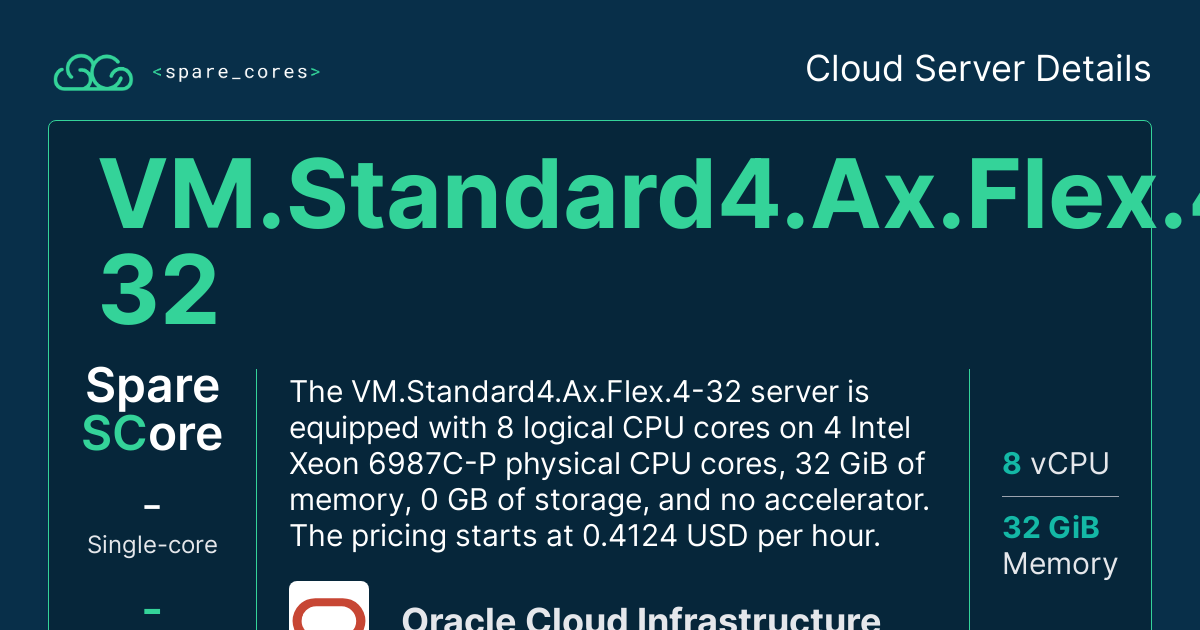 <spare_cores>
Cloud Server Details
VM.Standard4.Ax.Flex.4
32
Spare
SCore
–
Single-core
–
The VM.Standard4.Ax.Flex.4-32 server is
equipped with 8 logical CPU cores on 4 Intel
Xeon 6987C-P physical CPU cores, 32 GiB of
memory, 0 GB of storage, and no accelerator.
The pricing starts at 0.4124 USD per hour.
Oracle Cloud Infrastructure
8 vCPU
32 GiB
Memory